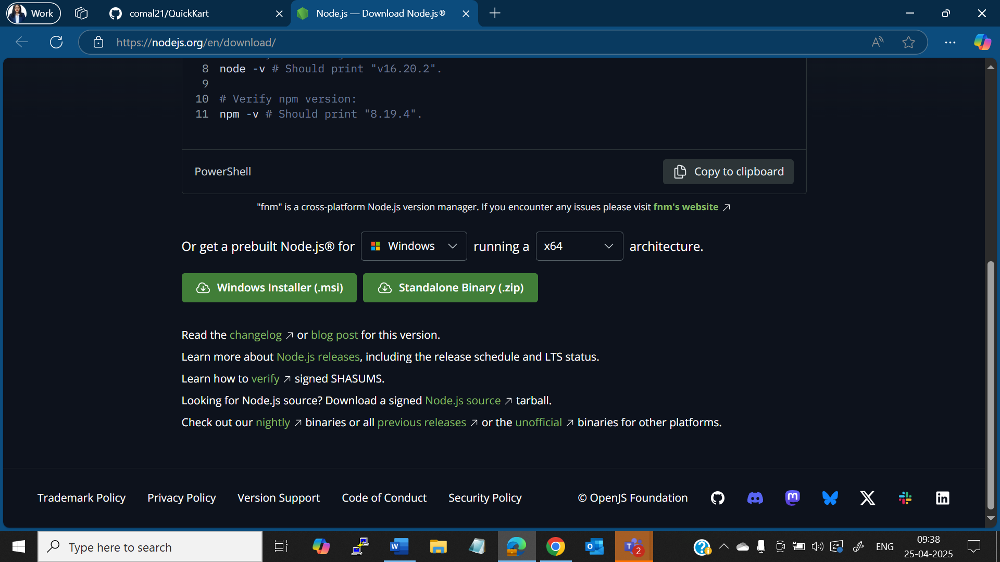 Work
comal21/QuickKart
Node.js — Download Node.js®
https://nodejs.org/en/download/
8 node -v # Should print "v16.20.2".
9
10 # Verify npm version:
11 npm -v # Should print "8.19.4".
PowerShell
Copy to clipboard
"fnm" is a cross-platform Node.js version manager. If you encounter any issues please visit fnm's website
Or get a prebuilt Node.js® for Windows running a x64 architecture.
Windows Installer (.msi)
Standalone Binary (.zip)
Read the changelog or blog post for this version.
Learn more about Node.js releases, including the release schedule and LTS status.
Learn how to verify signed SHASUMS.
Looking for Node.js source? Download a signed Node.js source tarball.
Check out our nightly binaries or all previous releases or the unofficial binaries for other platforms.
Trademark Policy Privacy Policy Version Support Code of Conduct Security Policy © OpenJS Foundation
Type here to search
2
ENG
09:38
25-04-2025